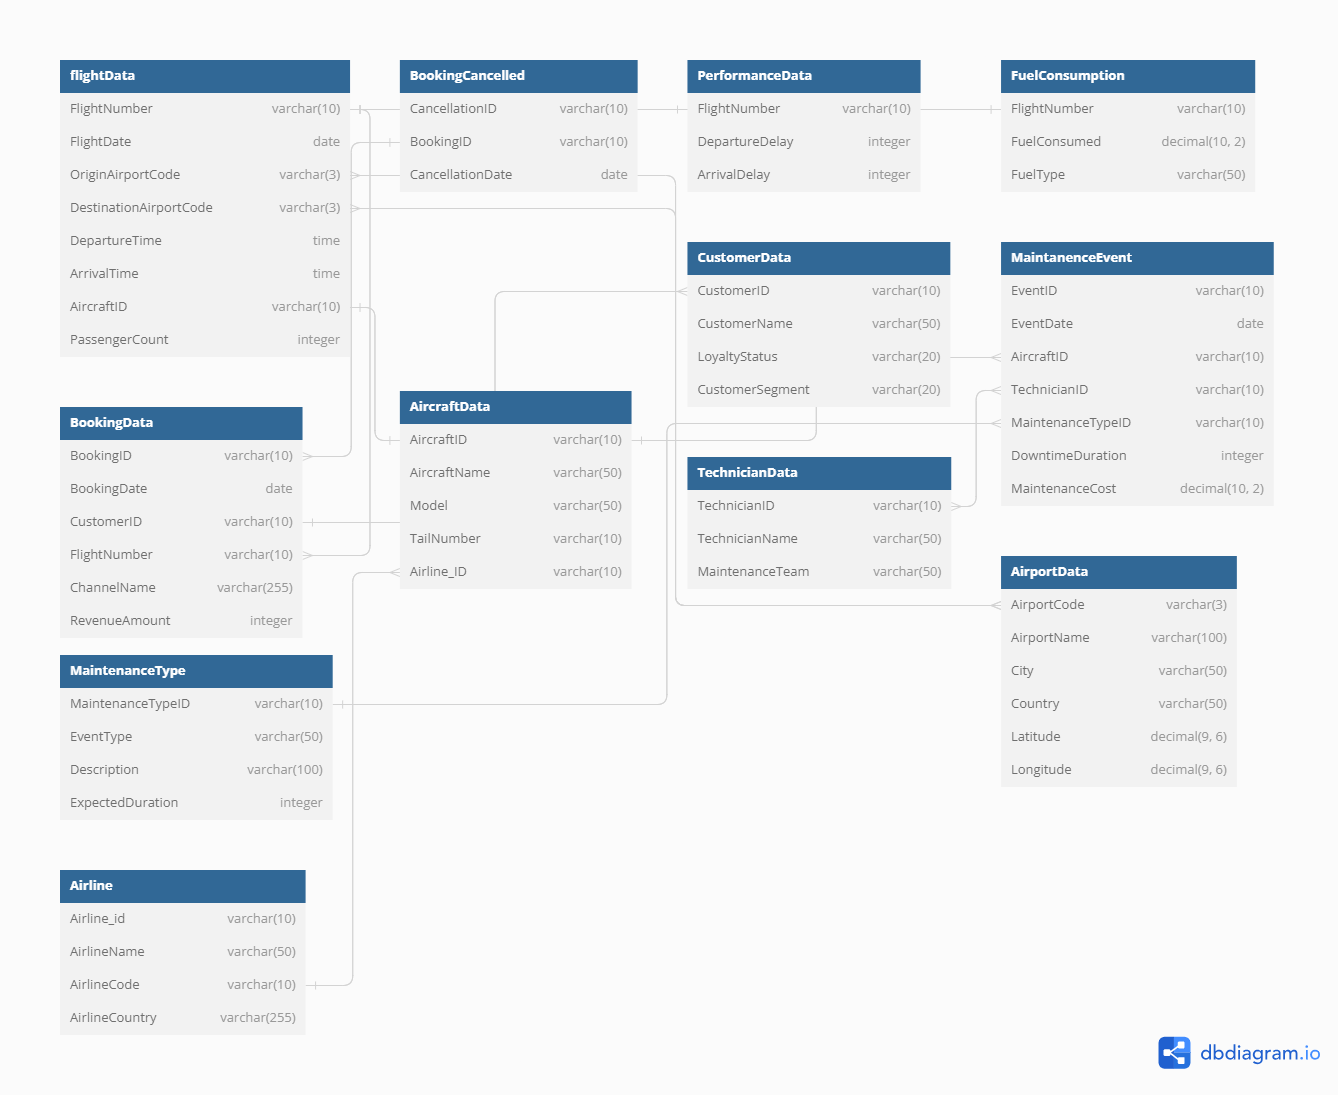 flightData
FlightNumber varchar(10)
FlightDate date
OriginAirportCode varchar(3)
DestinationAirportCode varchar(3)
DepartureTime time
ArrivalTime time
AircraftID varchar(10)
PassengerCount integer
BookingCancelled
CancellationID varchar(10)
BookingID varchar(10)
CancellationDate date
PerformanceData
FlightNumber varchar(10)
DepartureDelay integer
ArrivalDelay integer
FuelConsumption
FlightNumber varchar(10)
FuelConsumed decimal(10, 2)
FuelType varchar(50)
CustomerData
CustomerID varchar(10)
CustomerName varchar(50)
LoyaltyStatus varchar(20)
CustomerSegment varchar(20)
MaintanenceEvent
EventID varchar(10)
EventDate date
AircraftID varchar(10)
TechnicianID varchar(10)
MaintenanceTypeID varchar(10)
DowntimeDuration integer
MaintenanceCost decimal(10, 2)
BookingData
BookingID varchar(10)
BookingDate date
CustomerID varchar(10)
FlightNumber varchar(10)
ChannelName varchar(255)
RevenueAmount integer
AircraftData
AircraftID varchar(10)
AircraftName varchar(50)
Model varchar(50)
TailNumber varchar(10)
Airline_ID varchar(10)
TechnicianData
TechnicianID varchar(10)
TechnicianName varchar(50)
MaintenanceTeam varchar(50)
AirportData
AirportCode varchar(3)
AirportName varchar(100)
City varchar(50)
Country varchar(50)
Latitude decimal(9, 6)
Longitude decimal(9, 6)
MaintenanceType
MaintenanceTypeID varchar(10)
EventType varchar(50)
Description varchar(100)
ExpectedDuration integer
Airline
Airline_id varchar(10)
AirlineName varchar(50)
AirlineCode varchar(10)
AirlineCountry varchar(255)
dbdiagram.io